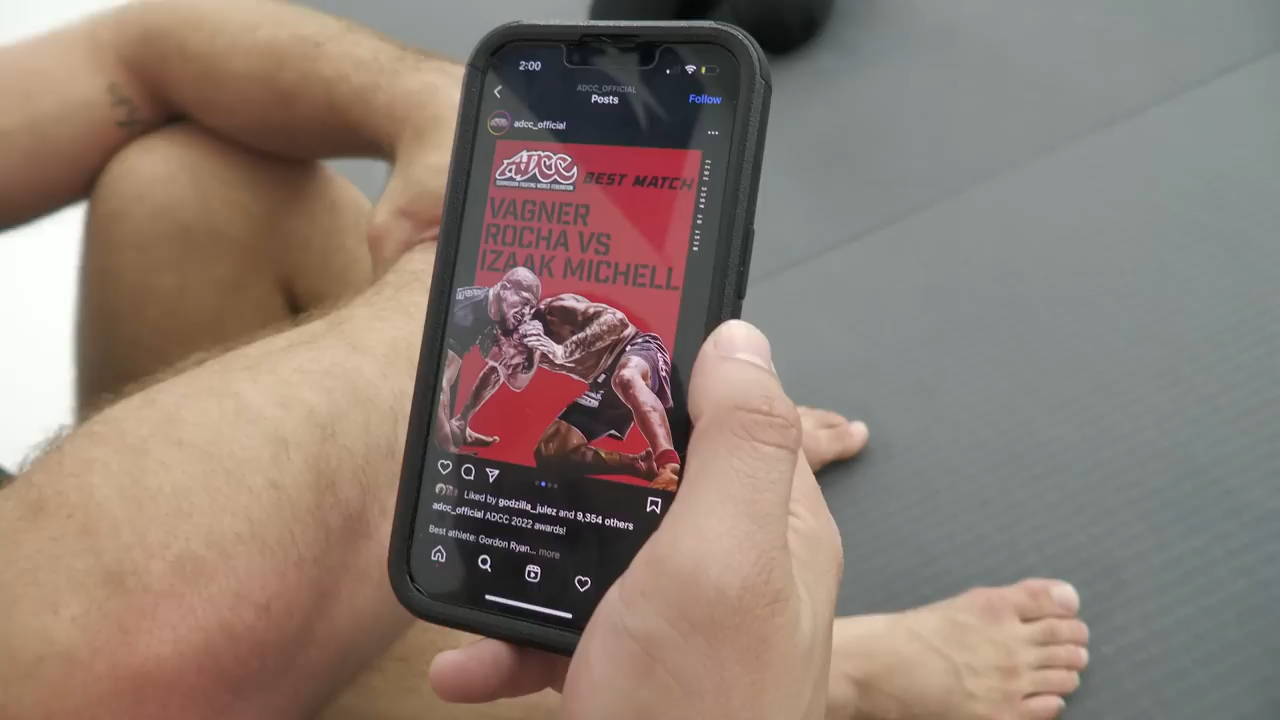 2:00
ADCC_OFFICIAL
Posts
Follow
adcc_official
ADCC
SUBMISSION FIGHTING WORLD FEDERATION
BEST MATCH
BEST OF ADCC 2022
VAGNER
ROCHA VS
IZAAK MICHELL
Liked by godzilla_julez and 9,354 others
adcc_official ADCC 2022 awards!
Best athlete: Gordon Ryan... more